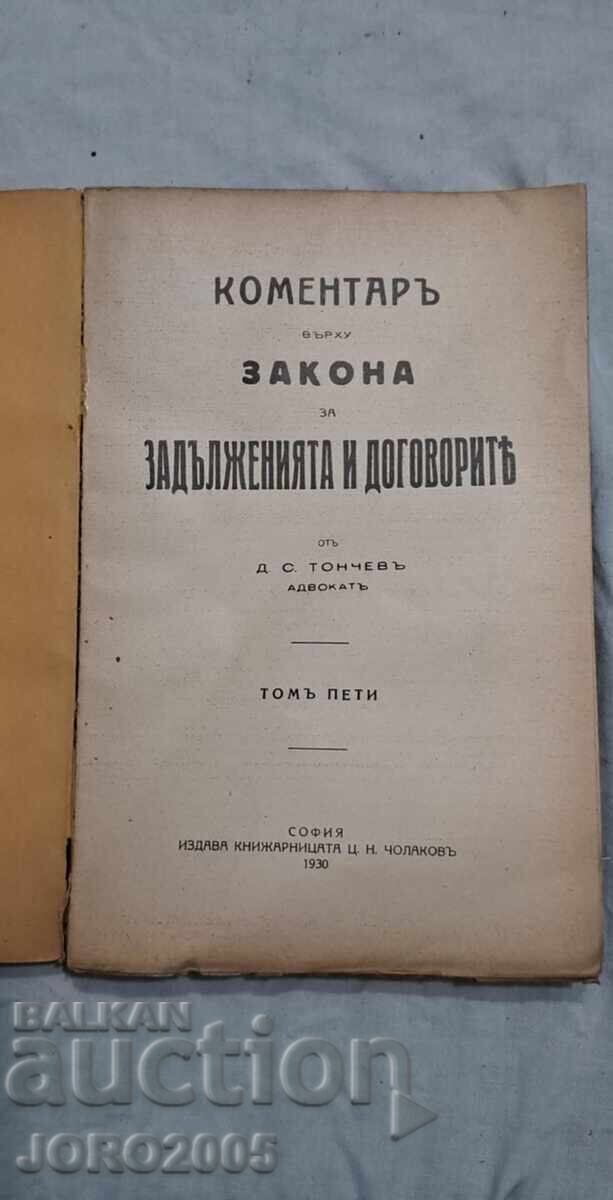 КОМЕНТАРЪ
ВЪРХУ
ЗАКОНА
ЗА
ЗАДЪЛЖЕНИЯТА И ДОГОВОРИТѢ
ОТЪ
Д. С. ТОНЧЕВЪ
АДВОКАТЪ
ТОМЪ ПЕТИ
СОФИЯ
ИЗДАВА КНИЖАРНИЦАТА Ц. Н. ЧОЛАКОВЪ
1930
BALKAN
auction
JORO2005